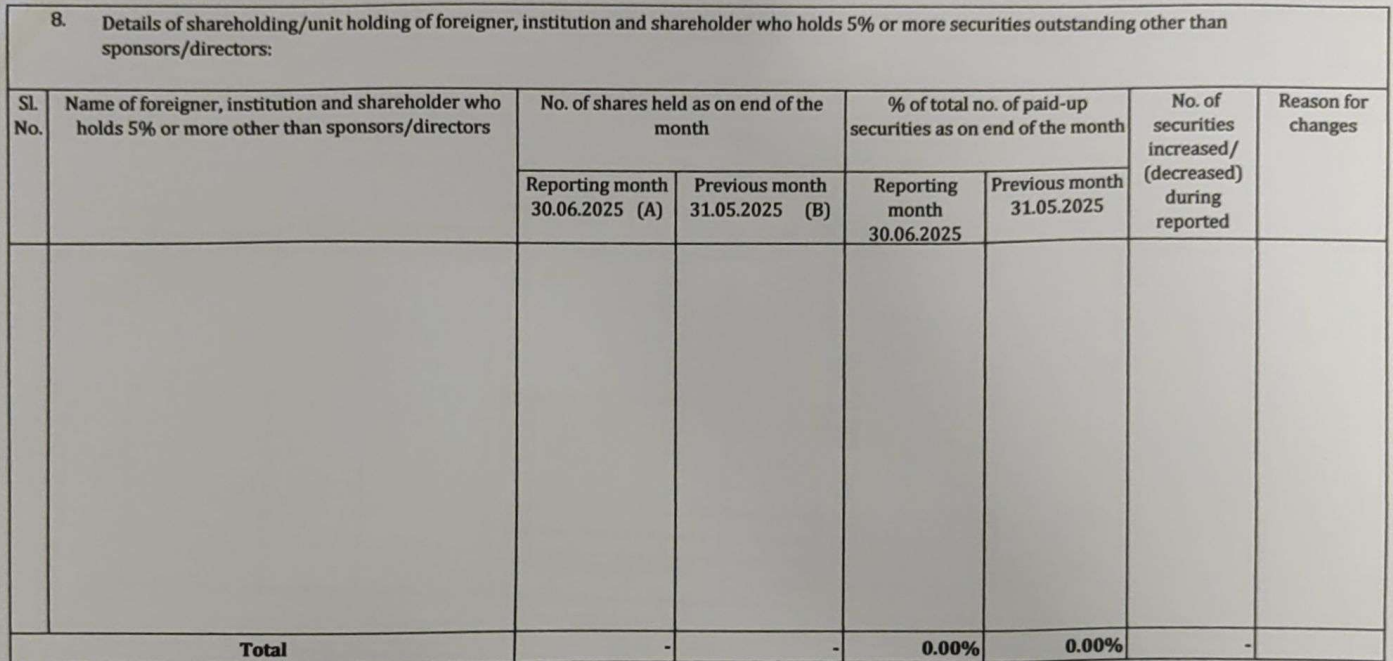 8. Details of shareholding/unit holding of foreigner, institution and shareholder who holds 5% or more securities outstanding other than
sponsors/directors:
Sl.
No.
Name of foreigner, institution and shareholder who
holds 5% or more other than sponsors/directors
No. of shares held as on end of the
month
% of total no. of paid-up
securities as on end of the month
No. of
securities
increased/
(decreased)
during
reported
Reason for
changes
Reporting month
30.06.2025 (A)
Previous month
31.05.2025 (B)
Reporting
month
30.06.2025
Previous month
31.05.2025
Total - - 0.00% 0.00% -